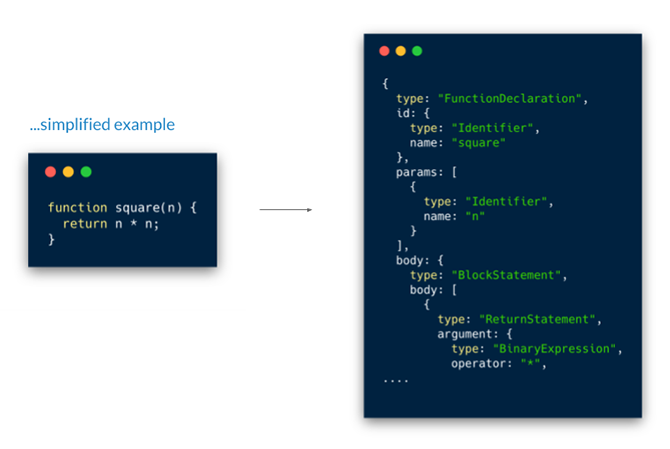 ...simplified example
function square(n) {
  return n * n;
}
{
  type: "FunctionDeclaration",
  id: {
    type: "Identifier",
    name: "square"
  },
  params: [
    {
      type: "Identifier",
      name: "n"
    }
  ],
  body: {
    type: "BlockStatement",
    body: [
      {
        type: "ReturnStatement",
        argument: {
          type: "BinaryExpression",
          operator: "*",
....